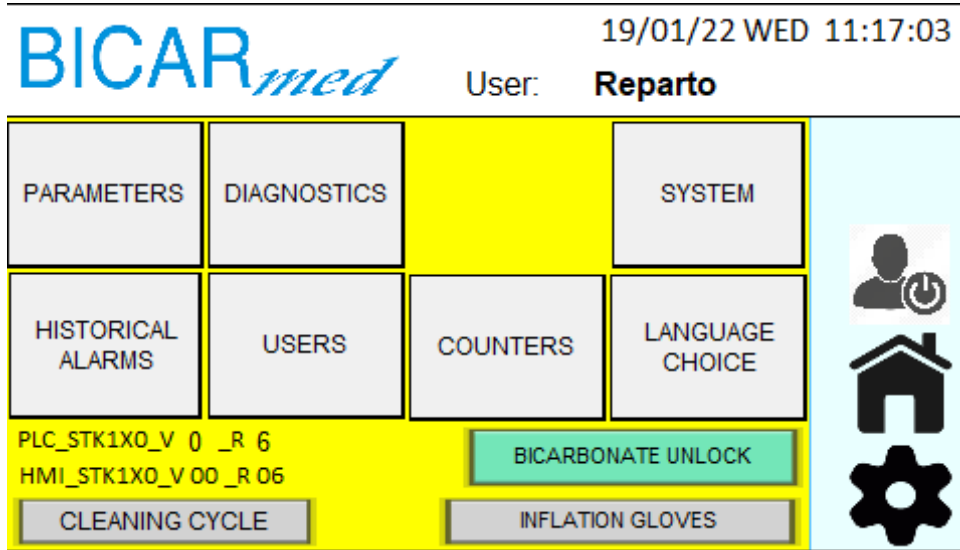 BICARmed
19/01/22 WED 11:17:03
User: Reparto
PARAMETERS
DIAGNOSTICS
SYSTEM
HISTORICAL
ALARMS
USERS
COUNTERS
LANGUAGE
CHOICE
PLC_STK1X0_V 0 _R 6
HMI_STK1X0_V 00 _R 06
BICARBONATE UNLOCK
CLEANING CYCLE
INFLATION GLOVES